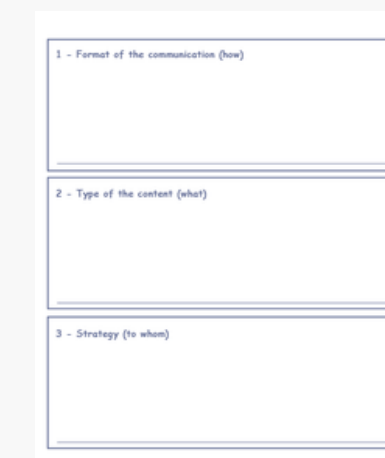 1 - Format of the communication (how)
2 - Type of the content (what)
3 - Strategy (to whom)